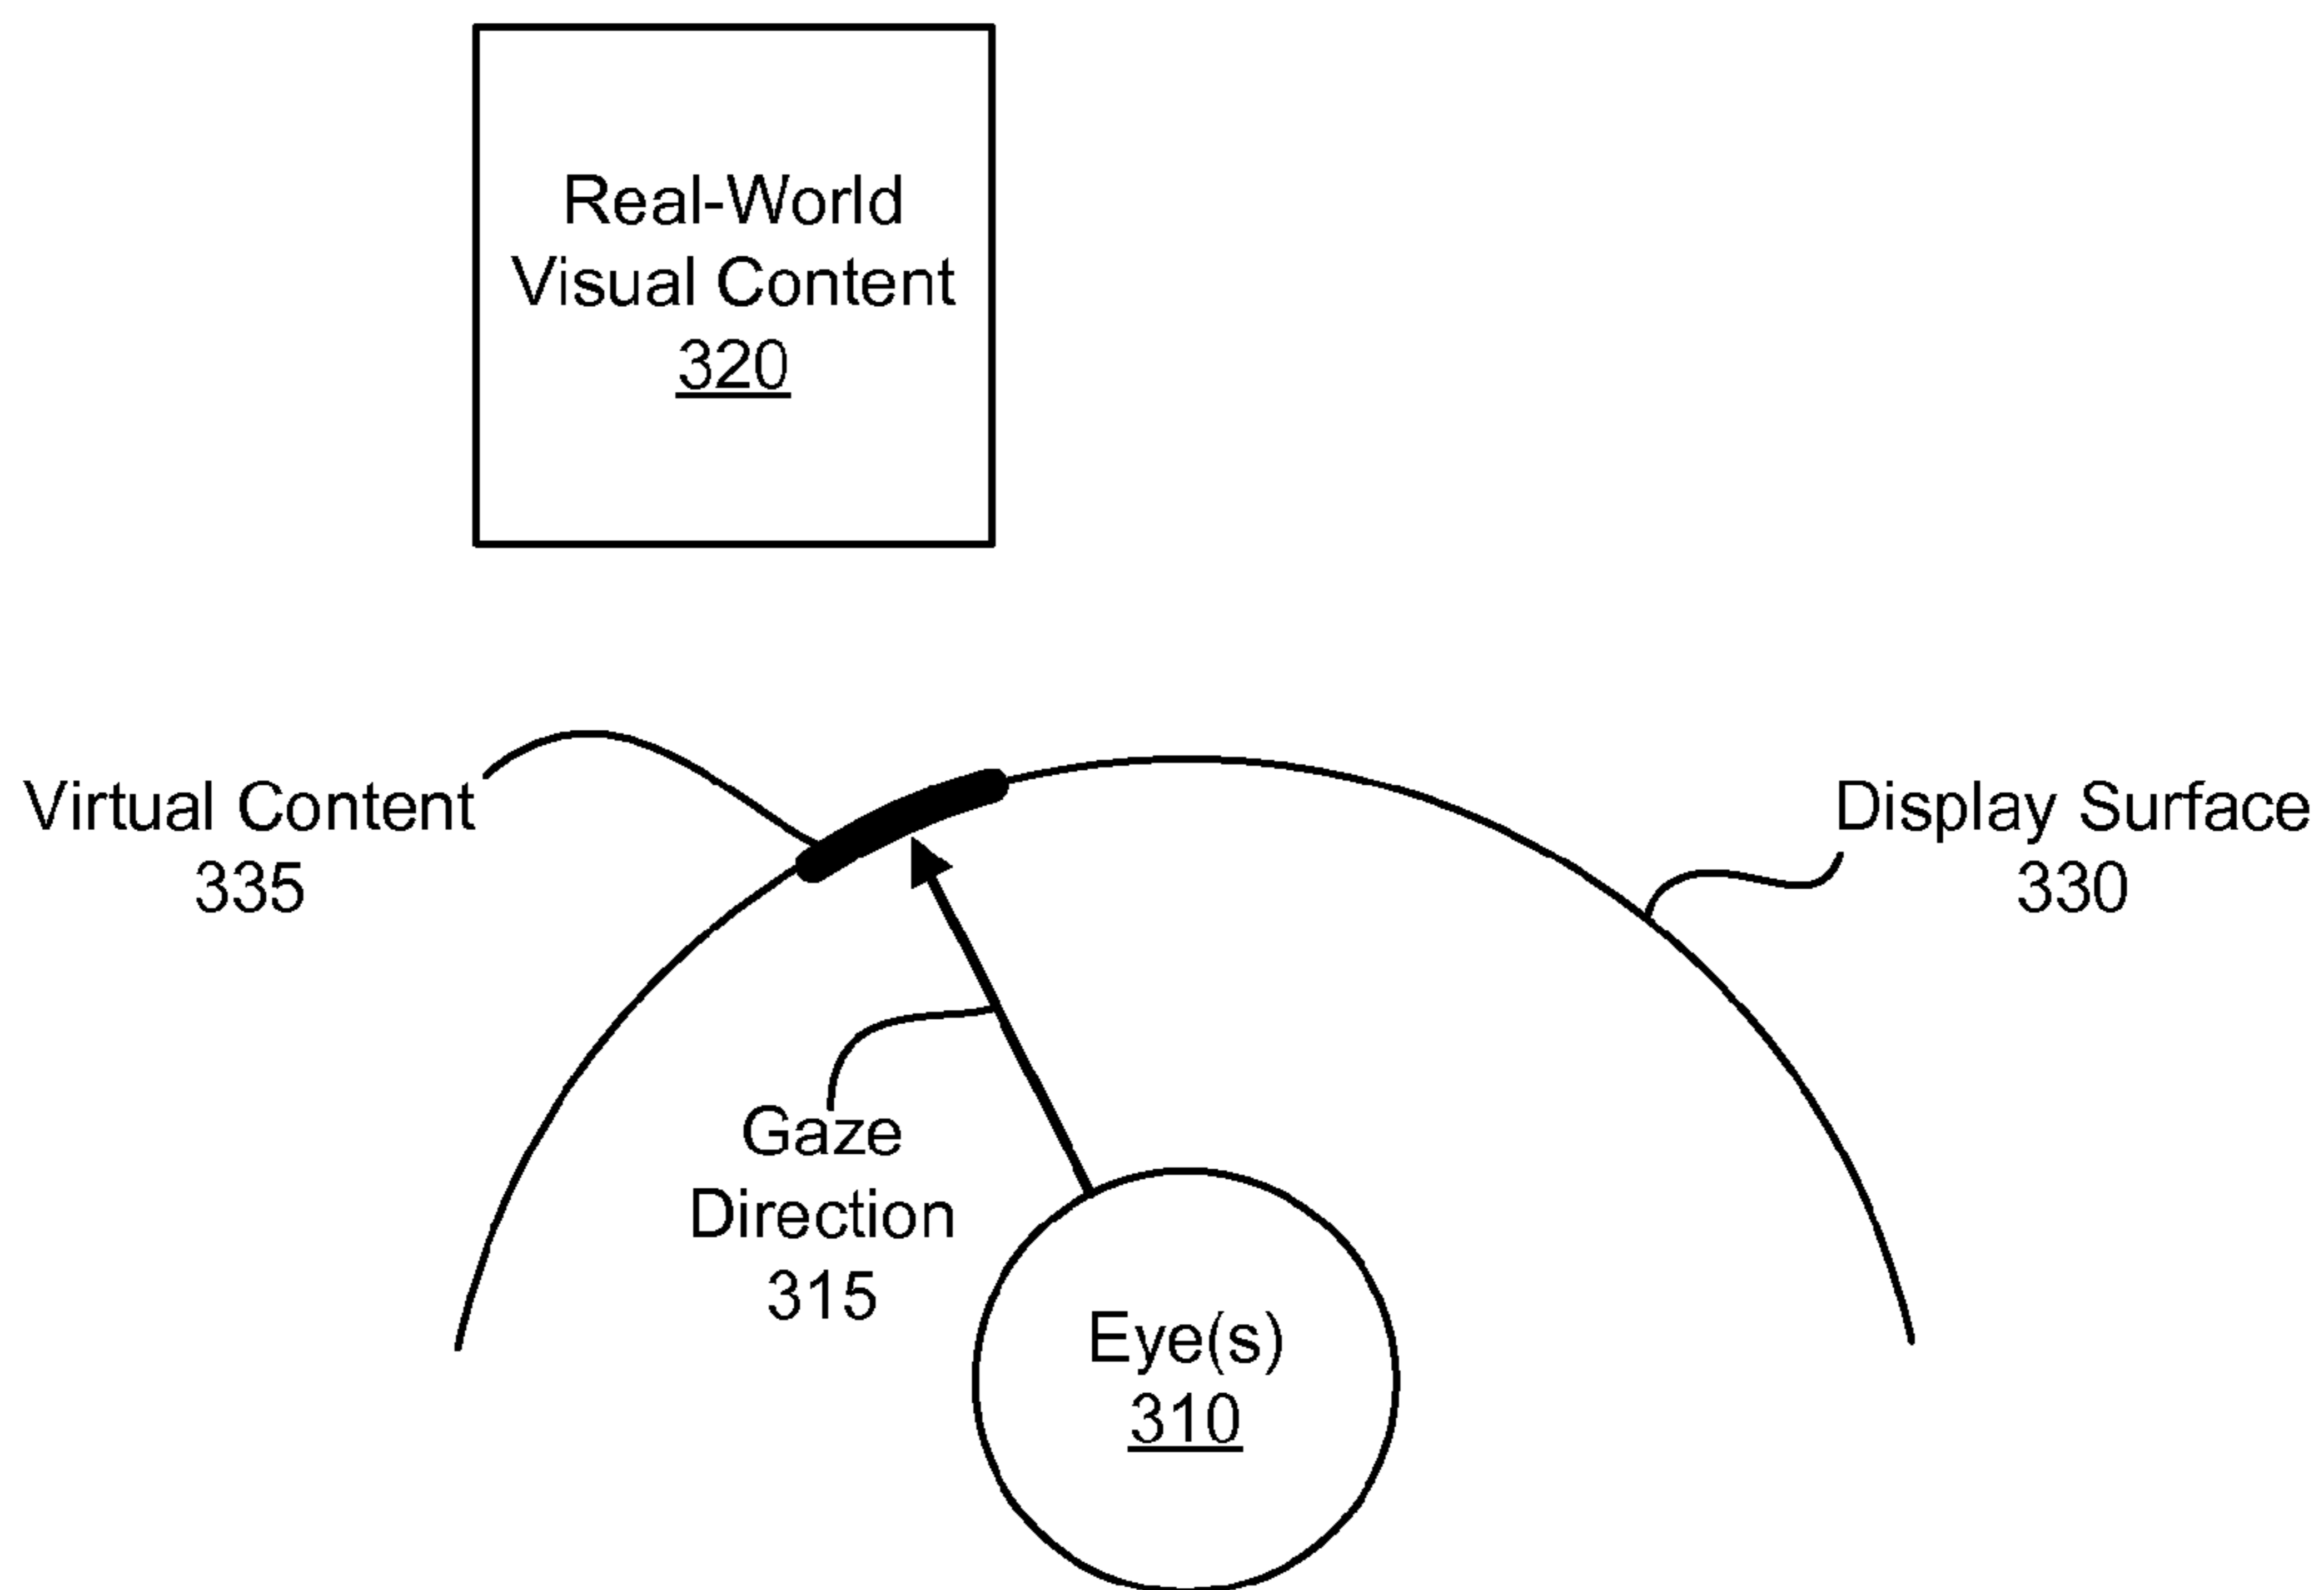 Real-World
Visual Content
320
Virtual Content
335
Display Surface
330
Gaze
Direction
315
Eye(s)
310